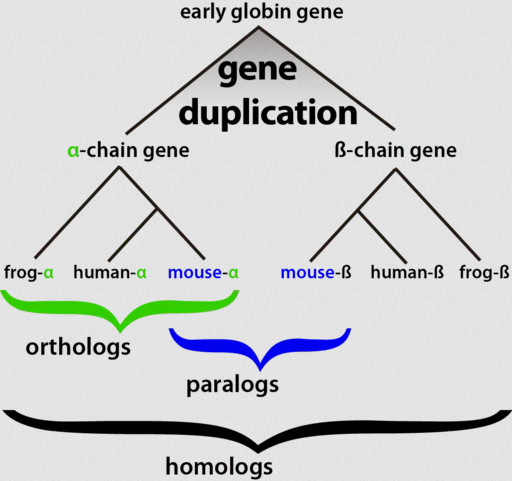 early globin gene
gene
duplication
α-chain gene
ß-chain gene
frog-α human-α mouse-α mouse-ß human-ß frog-ß
orthologs
paralogs
homologs